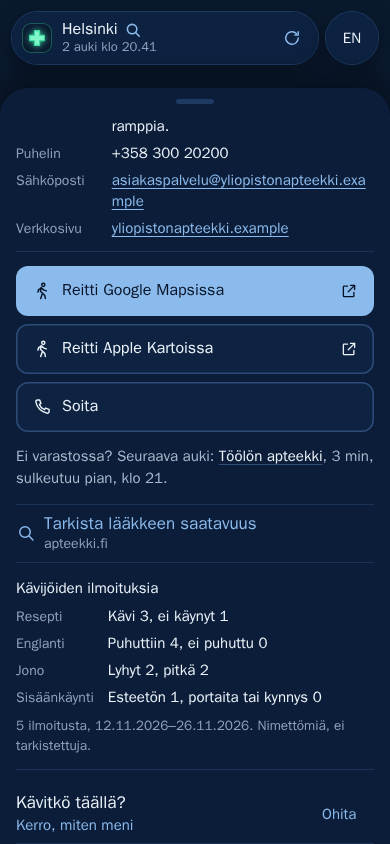 Helsinki
2 auki klo 20.41
EN
ramppia.
Puhelin +358 300 20200
Sähköposti asiakaspalvelu@yliopistonapteekki.exa
mple
Verkkosivu yliopistonapteekki.example
Reitti Google Mapsissa
Reitti Apple Kartoissa
Soita
Ei varastossa? Seuraava auki: Töölön apteekki, 3 min,
sulkeutuu pian, klo 21.
Tarkista lääkkeen saatavuus
apteekki.fi
Kävijöiden ilmoituksia
Resepti Kävi 3, ei käynyt 1
Englanti Puhuttiin 4, ei puhuttu 0
Jono Lyhyt 2, pitkä 2
Sisäänkäynti Esteetön 1, portaita tai kynnys 0
5 ilmoitusta, 12.11.2026–26.11.2026. Nimettömiä, ei
tarkistettuja.
Kävitkö täällä?
Kerro, miten meni
Ohita